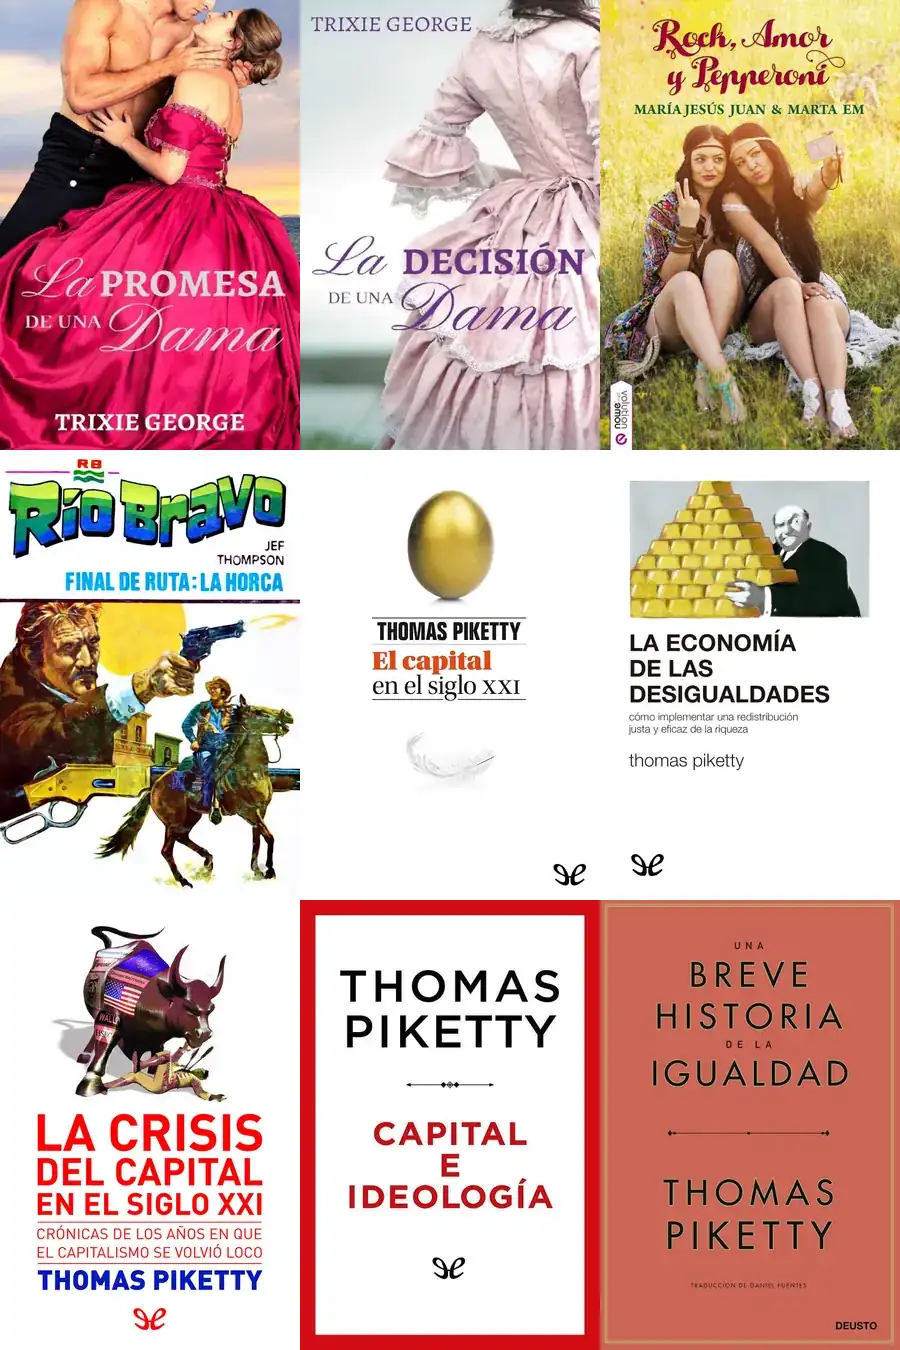 La PROMESA
DE UNA Dama
TRIXIE GEORGE
TRIXIE GEORGE
La DECISIÓN
DE UNA Dama
Rock, Amor
y Pepperoni
MARÍA JESÚS JUAN & MARTA EM
RB
Río Bravo
JEF
THOMPSON
FINAL DE RUTA: LA HORCA
THOMAS PIKETTY
El capital
en el siglo XXI
LA ECONOMÍA
DE LAS
DESIGUALDADES
cómo implementar una redistribución
justa y eficaz de la riqueza
thomas piketty
LA CRISIS
DEL CAPITAL
EN EL SIGLO XXI
CRÓNICAS DE LOS AÑOS EN QUE
EL CAPITALISMO SE VOLVIÓ LOCO
THOMAS PIKETTY
THOMAS
PIKETTY
CAPITAL
E
IDEOLOGÍA
UNA
BREVE
HISTORIA
DE LA
IGUALDAD
THOMAS
PIKETTY
TRADUCCIÓN DE DANIEL FUENTES
DEUSTO